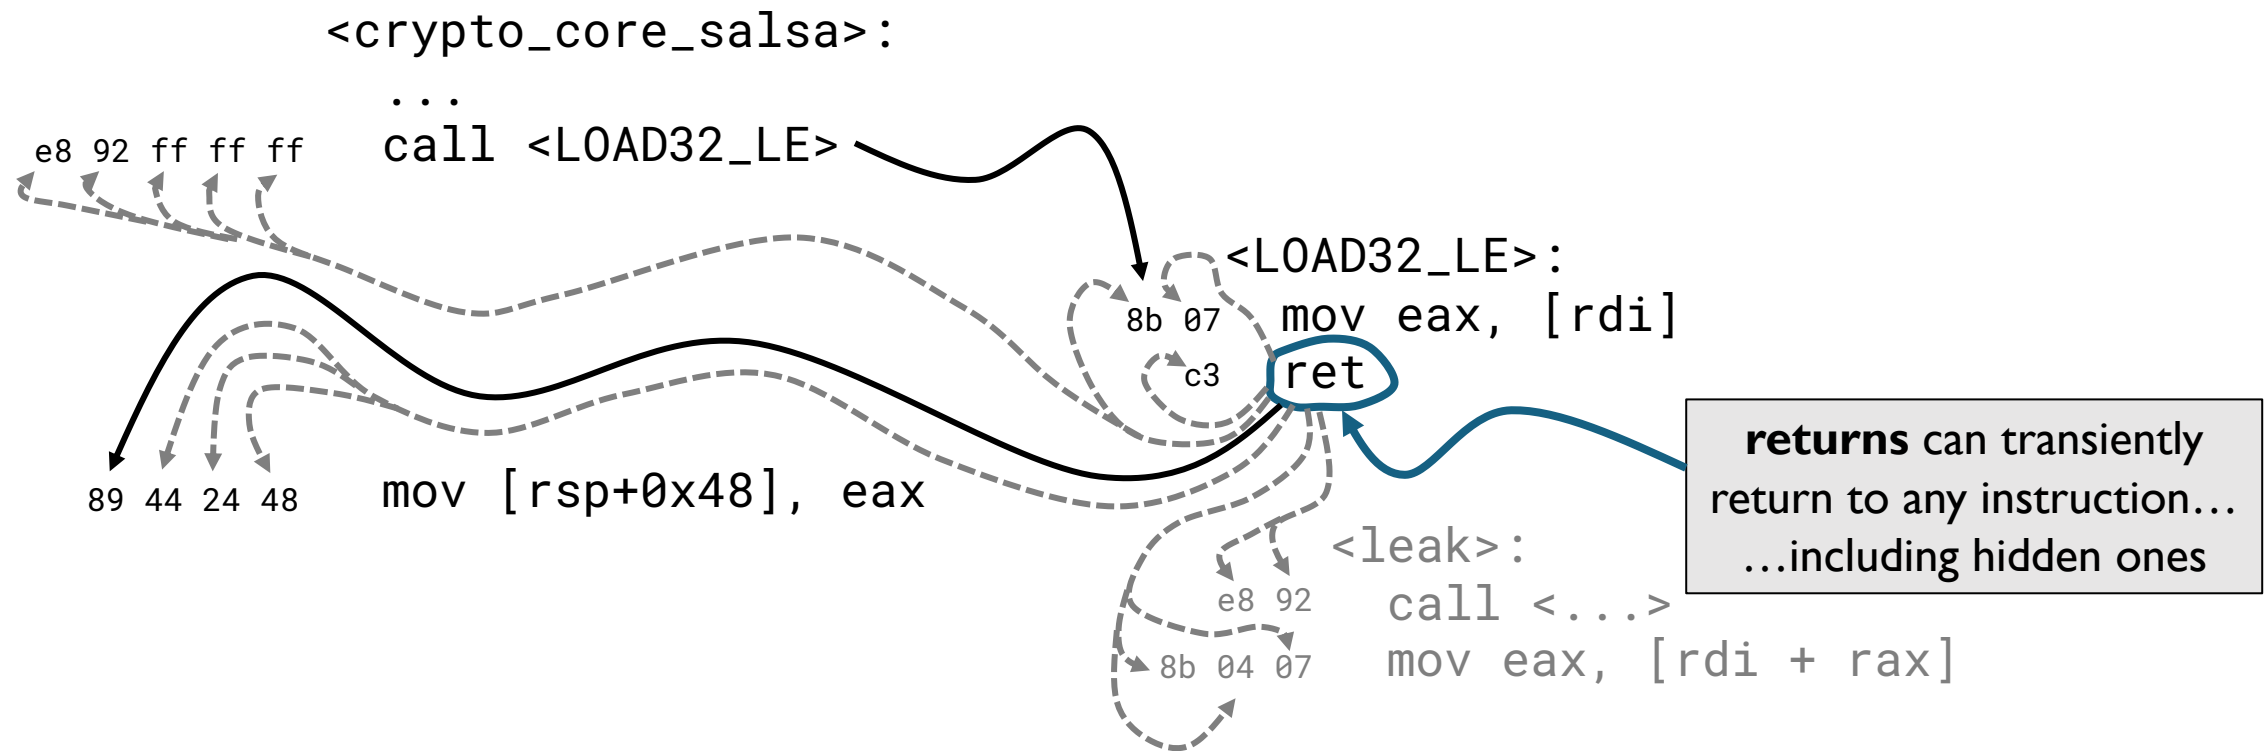 <crypto_core_salsa>:
...
e8 92 ff ff ff call <LOAD32_LE>
<LOAD32_LE>:
8b 07 mov eax, [rdi]
c3 ret
89 44 24 48 mov [rsp+0x48], eax
returns can transiently
return to any instruction…
…including hidden ones
<leak>:
e8 92 call <...>
8b 04 07 mov eax, [rdi + rax]